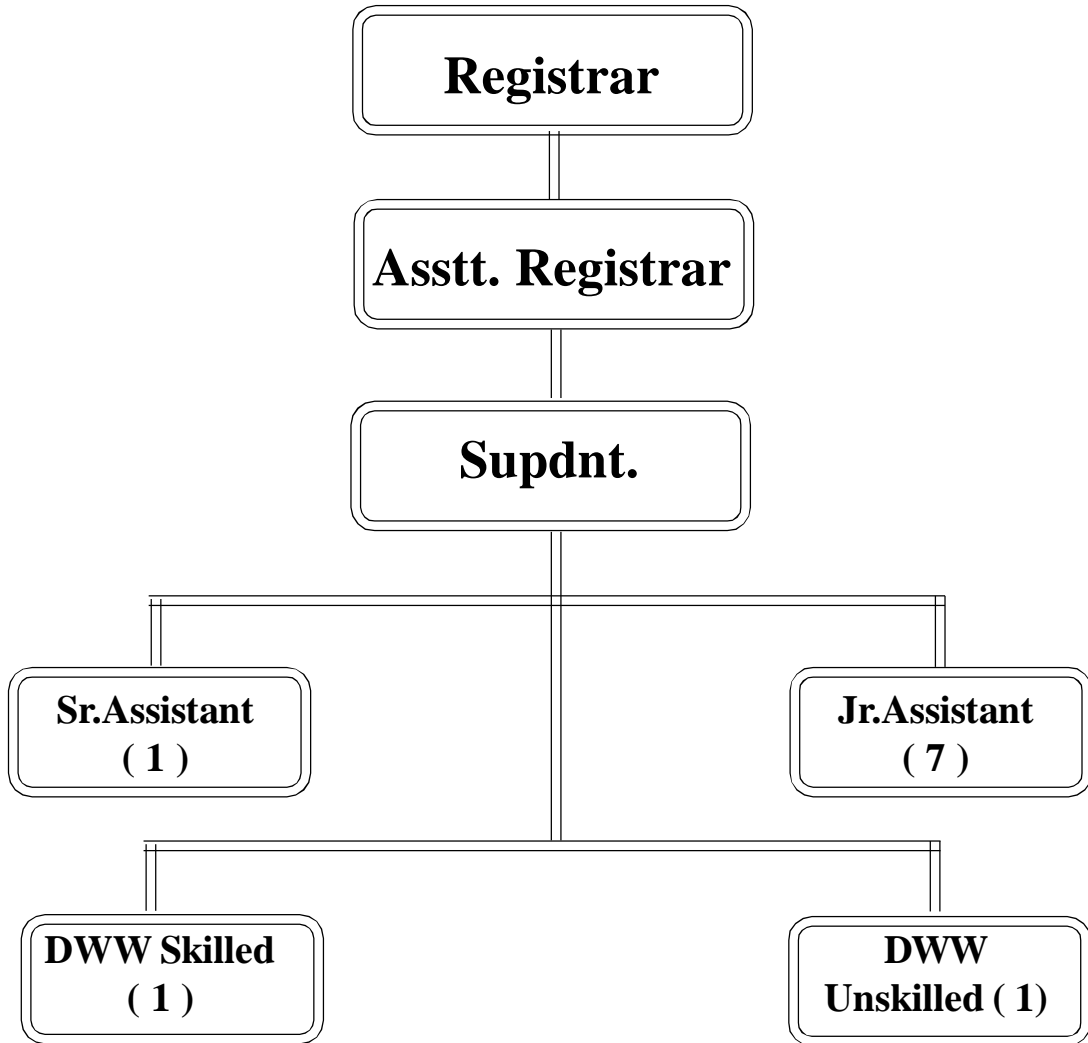 Registrar
Asstt. Registrar
Supdnt.
Sr.Assistant
( 1 )
Jr.Assistant
( 7 )
DWW Skilled
( 1 )
DWW
Unskilled ( 1)